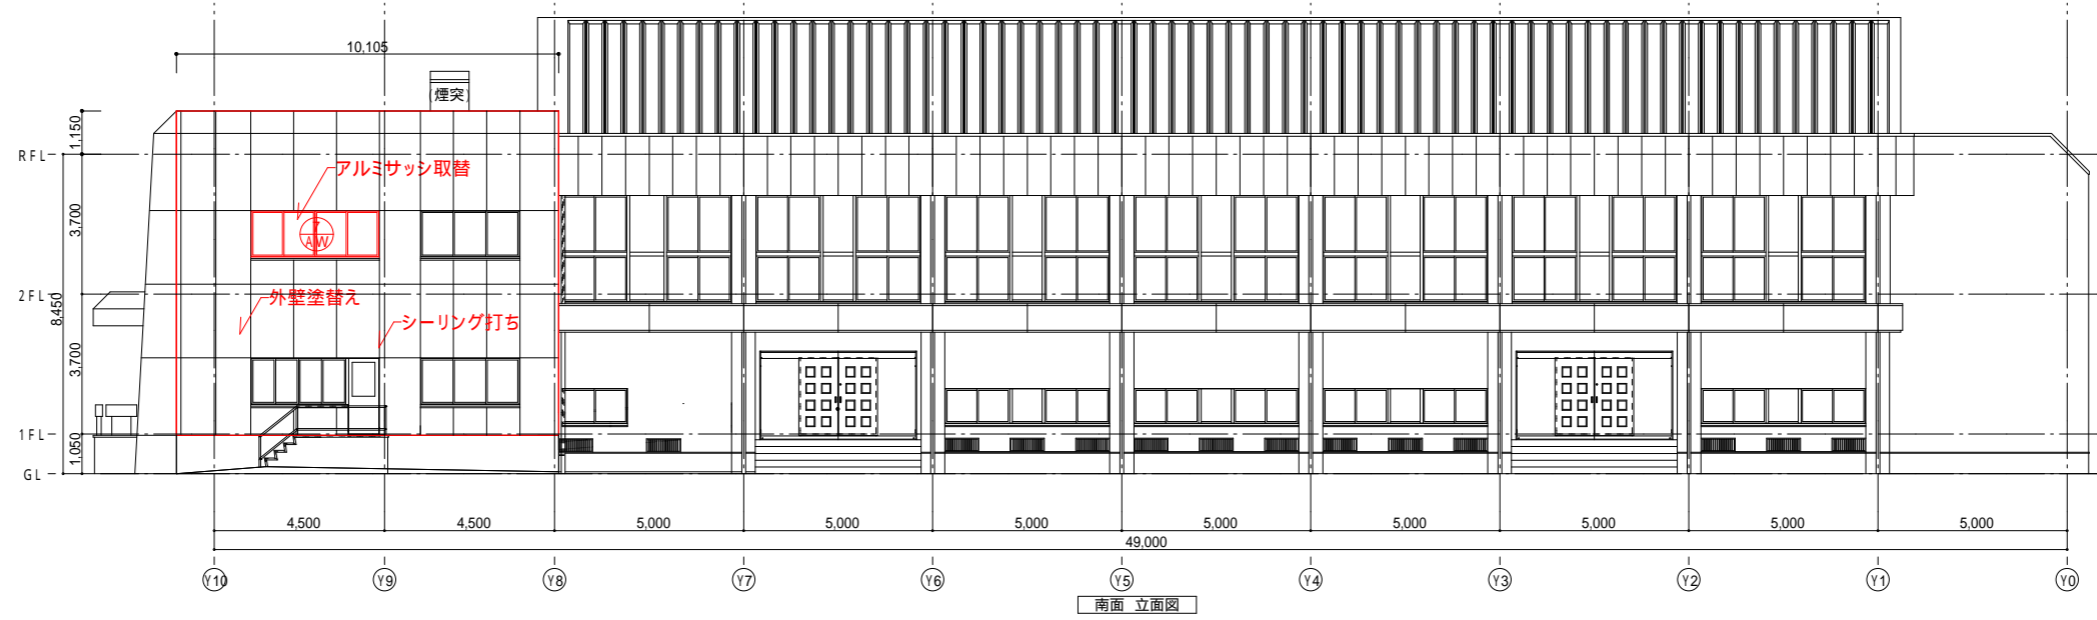 10,105
(煙突)
1,150
RFL
アルミサッシ取替
3,700
7
AW
2FL
外壁塗替え
8,450
シーリング打ち
3,700
1FL
1,050
GL
4,500 4,500 5,000 5,000 5,000 5,000 5,000 5,000 5,000 5,000
49,000
Y10 Y9 Y8 Y7 Y6 Y5 Y4 Y3 Y2 Y1 Y0
南面 立面図